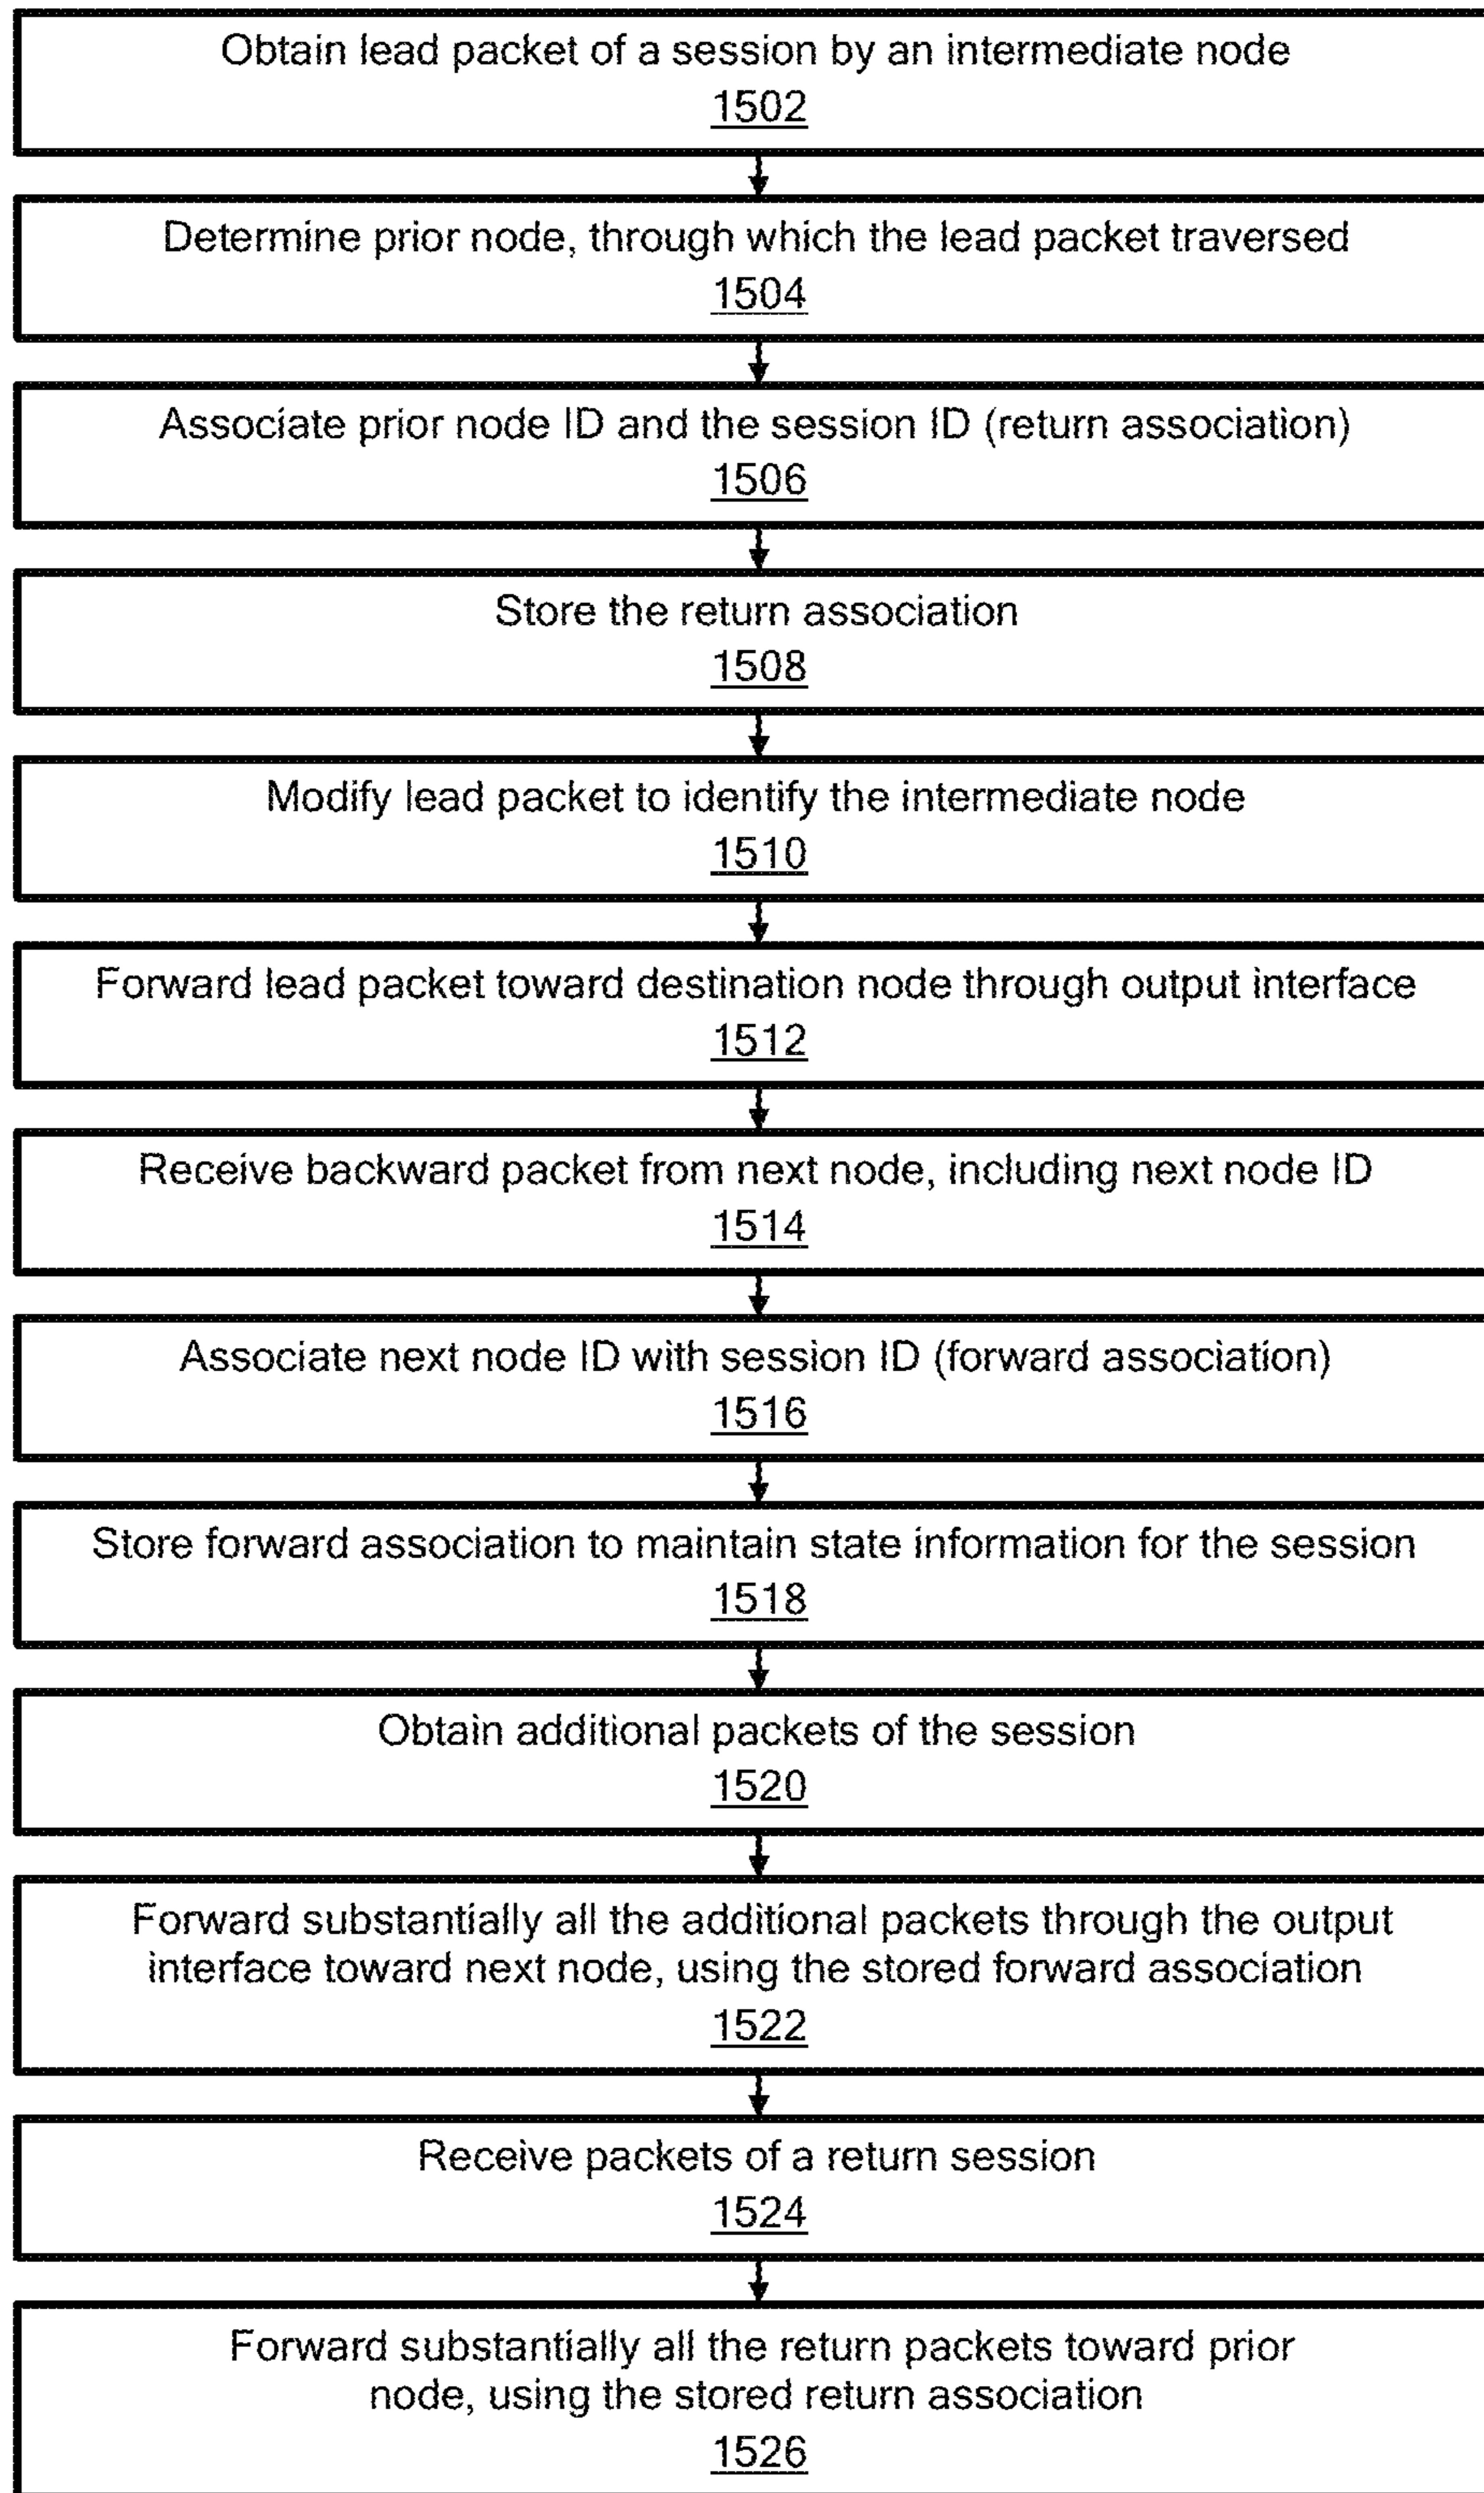 Obtain lead packet of a session by an intermediate node
1502
Determine prior node, through which the lead packet traversed
1504
Associate prior node ID and the session ID (return association)
1506
Store the return association
1508
Modify lead packet to identify the intermediate node
1510
Forward lead packet toward destination node through output interface
1512
Receive backward packet from next node, including next node ID
1514
Associate next node ID with session ID (forward association)
1516
Store forward association to maintain state information for the session
1518
Obtain additional packets of the session
1520
Forward substantially all the additional packets through the output
interface toward next node, using the stored forward association
1522
Receive packets of a return session
1524
Forward substantially all the return packets toward prior
node, using the stored return association
1526